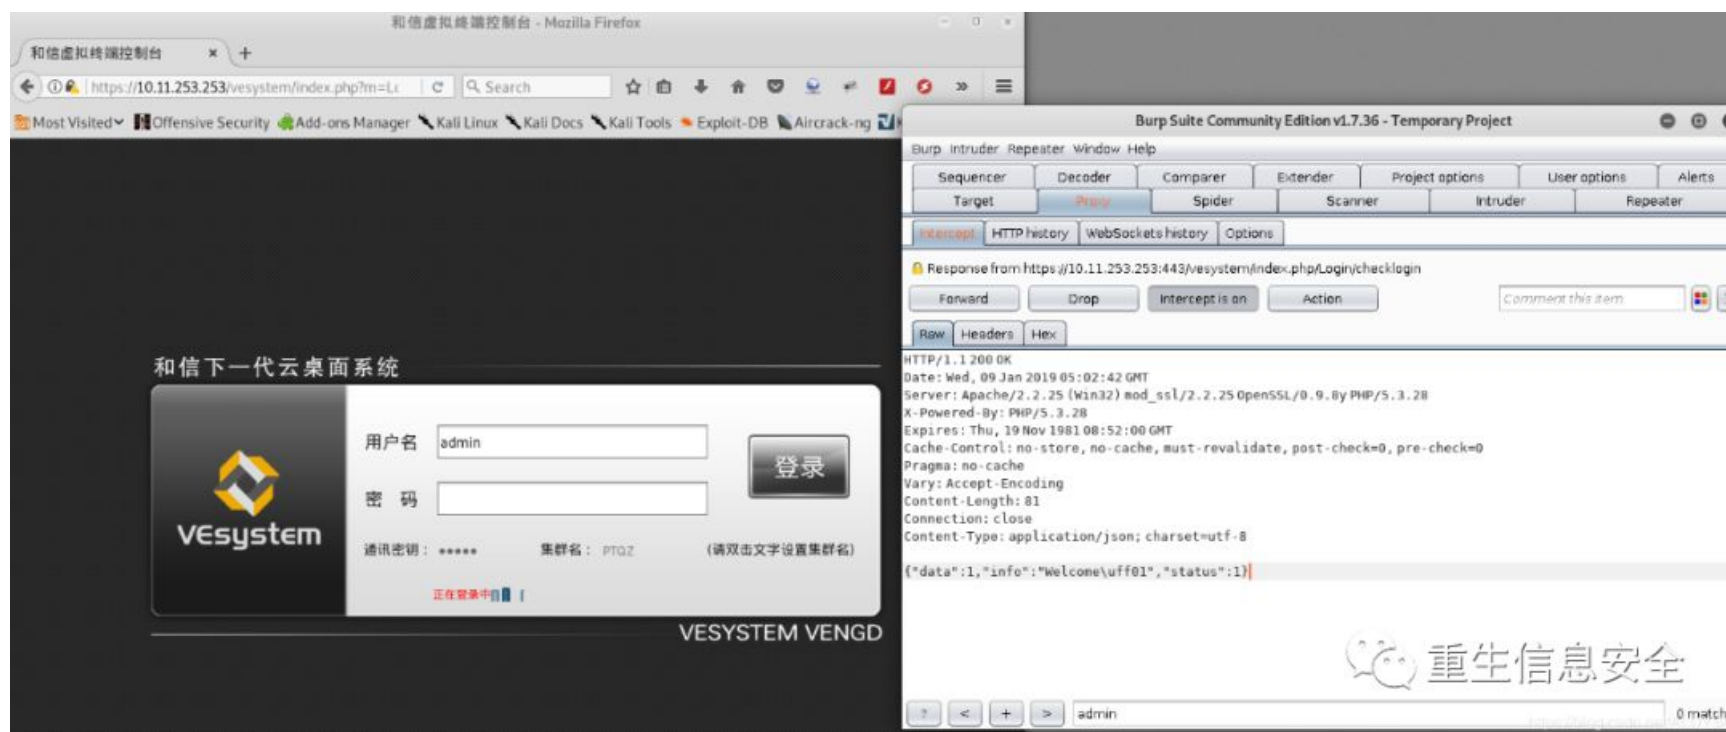 和信虚拟终端控制台 - Mozilla Firefox
和信虚拟终端控制台 × +
https://10.11.253.253/vesystem/index.php?m=Lc
Search
Most Visited Offensive Security Add-ons Manager Kali Linux Kali Docs Kali Tools Exploit-DB Aircrack-ng
和信下一代云桌面系统
用户名 admin
登录
密 码
VEsystem
通讯密钥： ••••• 集群名： PTGZ (请双击文字设置集群名)
正在登录中
VESYSTEM VENGD
Burp Suite Community Edition v1.7.36 - Temporary Project
Burp Intruder Repeater Window Help
Sequencer Decoder Comparer Extender Project options User options Alerts
Target Proxy Spider Scanner Intruder Repeater
Intercept HTTP history WebSockets history Options
Response from https://10.11.253.253:443/vesystem/index.php/Login/checklogin
Forward Drop Intercept is on Action Comment this item
Raw Headers Hex
HTTP/1.1 200 OK
Date: Wed, 09 Jan 2019 05:02:42 GMT
Server: Apache/2.2.25 (Win32) mod_ssl/2.2.25 OpenSSL/0.9.8y PHP/5.3.28
X-Powered-By: PHP/5.3.28
Expires: Thu, 19 Nov 1981 08:52:00 GMT
Cache-Control: no-store, no-cache, must-revalidate, post-check=0, pre-check=0
Pragma: no-cache
Vary: Accept-Encoding
Content-Length: 81
Connection: close
Content-Type: application/json; charset=utf-8
{"data":1,"info":"Welcome\uff01","status":1}
重生信息安全
? < + > admin 0 match